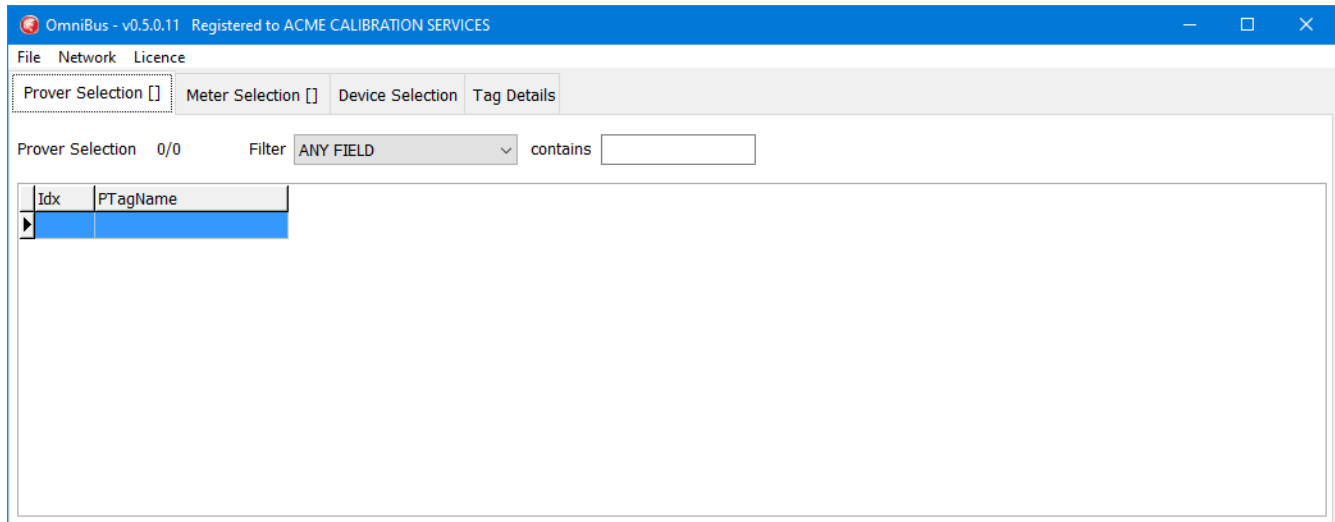 OmniBus - v0.5.0.11 Registered to ACME CALIBRATION SERVICES
File Network Licence
Prover Selection [] Meter Selection [] Device Selection Tag Details
Prover Selection 0/0 Filter ANY FIELD contains
Idx PTagName